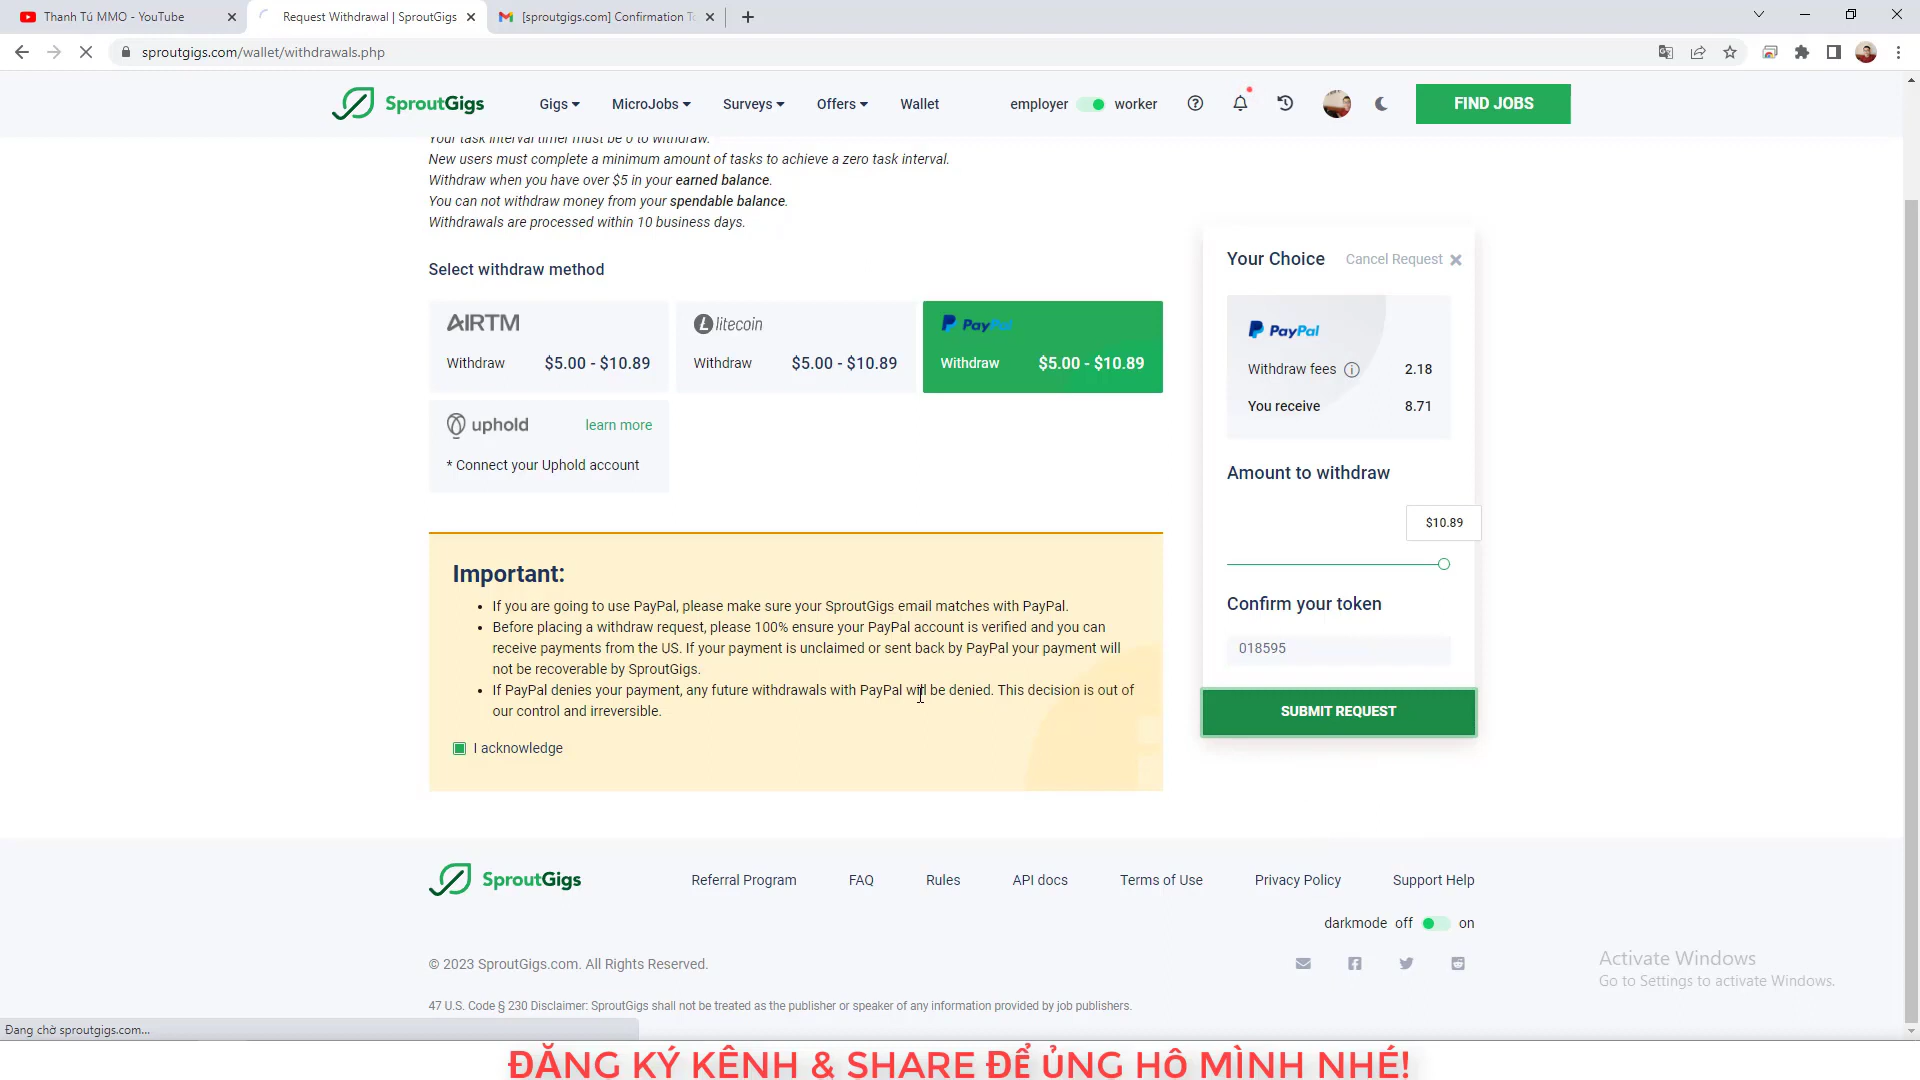 Thanh Tú MMO - YouTube
Request Withdrawal | SproutGigs
[sproutgigs.com] Confirmation To
sproutgigs.com/wallet/withdrawals.php
SproutGigs
Gigs
MicroJobs
Surveys
Offers
Wallet
employer
worker
FIND JOBS
Your task interval timer must be 0 to withdraw.
New users must complete a minimum amount of tasks to achieve a zero task interval.
Withdraw when you have over $5 in your earned balance.
You can not withdraw money from your spendable balance.
Withdrawals are processed within 10 business days.
Select withdraw method
AIRTM
Withdraw $5.00 - $10.89
litecoin
Withdraw $5.00 - $10.89
PayPal
Withdraw $5.00 - $10.89
uphold
learn more
* Connect your Uphold account
Important:
• If you are going to use PayPal, please make sure your SproutGigs email matches with PayPal.
• Before placing a withdraw request, please 100% ensure your PayPal account is verified and you can
receive payments from the US. If your payment is unclaimed or sent back by PayPal your payment will
not be recoverable by SproutGigs.
• If PayPal denies your payment, any future withdrawals with PayPal will be denied. This decision is out of
our control and irreversible.
I acknowledge
Your Choice
Cancel Request
PayPal
Withdraw fees 2.18
You receive 8.71
Amount to withdraw
$10.89
Confirm your token
018595
SUBMIT REQUEST
SproutGigs
Referral Program
FAQ
Rules
API docs
Terms of Use
Privacy Policy
Support Help
darkmode off on
© 2023 SproutGigs.com. All Rights Reserved.
47 U.S. Code § 230 Disclaimer: SproutGigs shall not be treated as the publisher or speaker of any information provided by job publishers.
Activate Windows
Go to Settings to activate Windows.
Đang chờ sproutgigs.com...
ĐĂNG KÝ KÊNH & SHARE ĐỂ ỦNG HÔ MÌNH NHÉ!